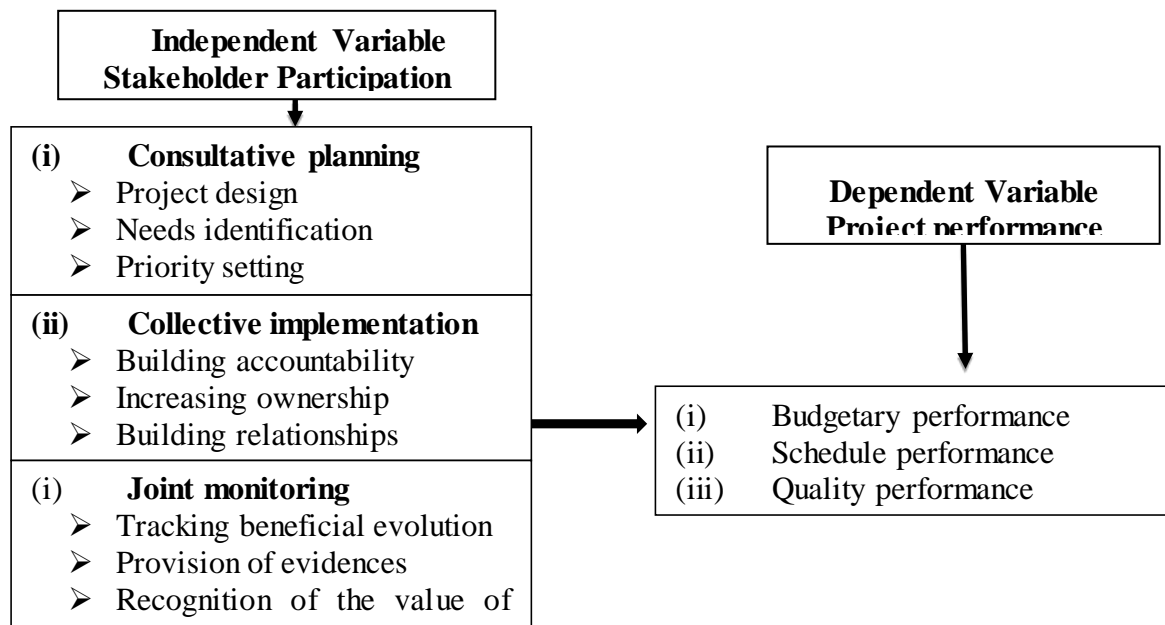 Independent Variable
Stakeholder Participation
(i) Consultative planning
➢ Project design
➢ Needs identification
➢ Priority setting
(ii) Collective implementation
➢ Building accountability
➢ Increasing ownership
➢ Building relationships
(i) Joint monitoring
➢ Tracking beneficial evolution
➢ Provision of evidences
➢ Recognition of the value of
Dependent Variable
Project performance
(i) Budgetary performance
(ii) Schedule performance
(iii) Quality performance